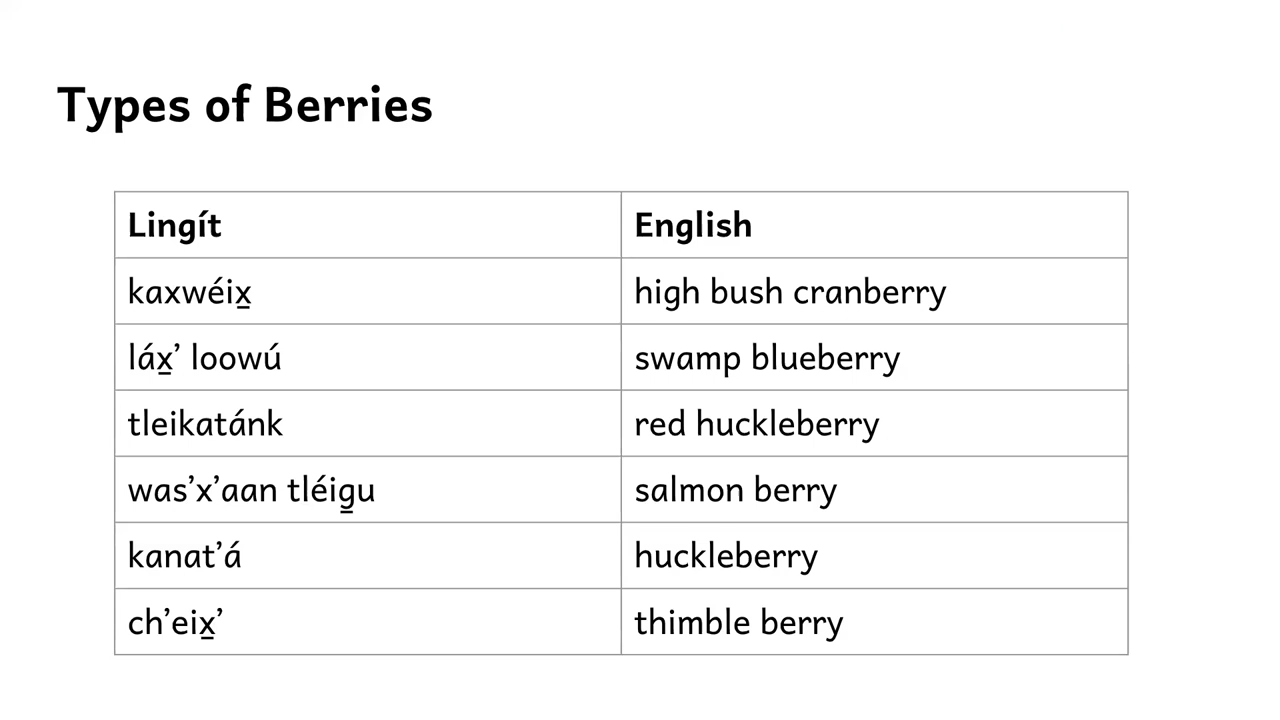 Types of Berries
Lingít English
kaxwéix̱ high bush cranberry
láx̱’ loowú swamp blueberry
tleikatánk red huckleberry
was’x’aan tléig̱u salmon berry
kanat’á huckleberry
ch’eix̱’ thimble berry